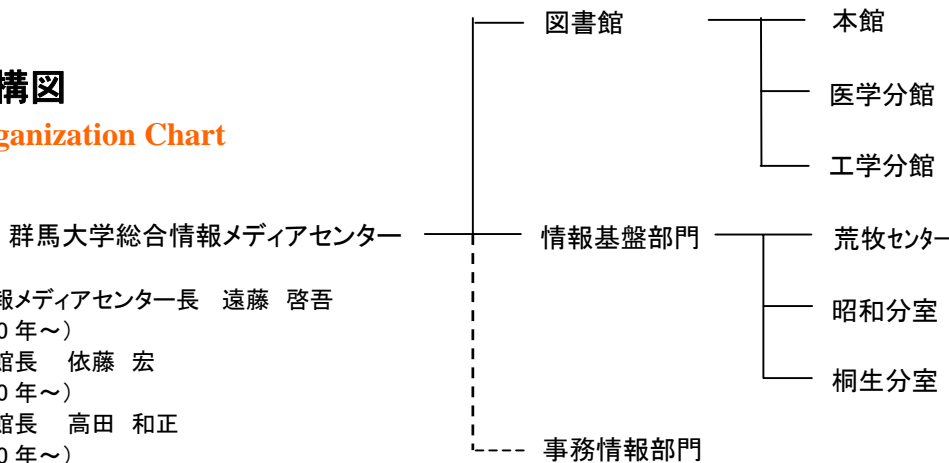 図書館 本館
構図
医学分館
ganization Chart
工学分館
群馬大学総合情報メディアセンター 情報基盤部門 荒牧センター
報メディアセンター長 遠藤 啓吾
0 年～）
昭和分室
館長 依藤 宏
0 年～）
桐生分室
館長 高田 和正
0 年～）
事務情報部門